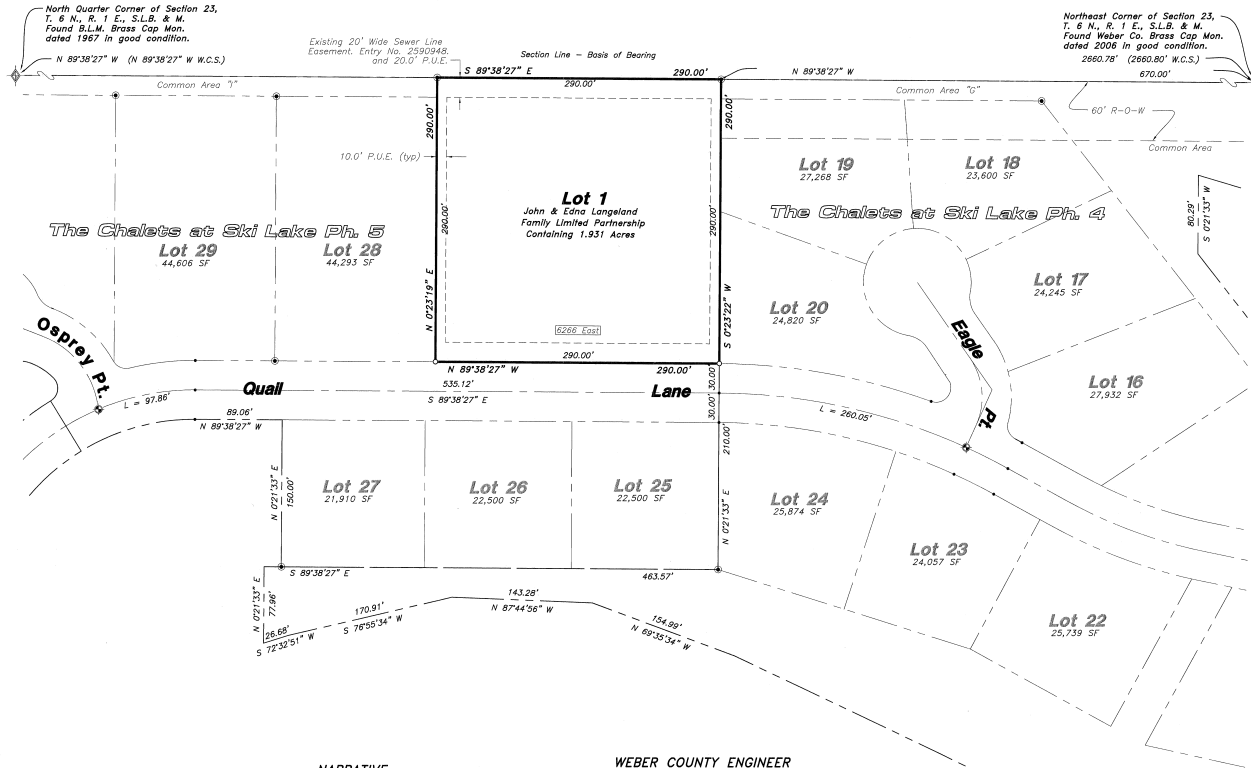 North Quarter Corner of Section 23,
T. 6 N., R. 1 E., S.L.B. & M.
Found B.L.M. Brass Cap Mon.
dated 1967 in good condition.
N 89°38'27" W (N 89°38'27" W W.C.S.)
Existing 20' Wide Sewer Line
Easement. Entry No. 2590948.
and 20.0' P.U.E.
Section Line - Basis of Bearing
S 89°38'27" E
290.00'
290.00'
N 89°38'27" W
Northeast Corner of Section 23,
T. 6 N., R. 1 E., S.L.B. & M.
Found Weber Co. Brass Cap Mon.
dated 2006 in good condition.
2660.78' (2660.80' W.C.S.)
670.00'
Common Area "I"
Common Area "G"
60' R-O-W
Common Area
290.00'
290.00'
10.0' P.U.E. (typ)
290.00'
290.00'
N 0°23'19" E
S 0°23'22" W
Lot 1
John & Edna Langeland
Family Limited Partnership
Containing 1.931 Acres
6266 East
290.00'
N 89°38'27" W
290.00'
The Chalets at Ski Lake Ph. 5
Lot 29
44,606 SF
Lot 28
44,293 SF
Lot 19
27,268 SF
Lot 18
23,600 SF
The Chalets at Ski Lake Ph. 4
80.29'
S 0°21'33" W
Lot 17
24,245 SF
Lot 20
24,820 SF
Eagle
Pt.
Lot 16
27,932 SF
Osprey Pt.
L = 97.86'
Quail
535.12'
Lane
S 89°38'27" E
30.00'
30.00'
L = 260.05'
89.06'
N 89°38'27" W
210.00'
N 0°21'33" E
150.00'
N 0°21'33" E
Lot 27
21,910 SF
Lot 26
22,500 SF
Lot 25
22,500 SF
Lot 24
25,874 SF
Lot 23
24,057 SF
Lot 22
25,739 SF
S 89°38'27" E
463.57'
N 0°21'33" E
77.96'
26.68'
S 72°32'51" W
170.91'
S 76°55'34" W
143.28'
N 87°44'56" W
154.99'
N 69°35'34" W
NARRATIVE
WEBER COUNTY ENGINEER